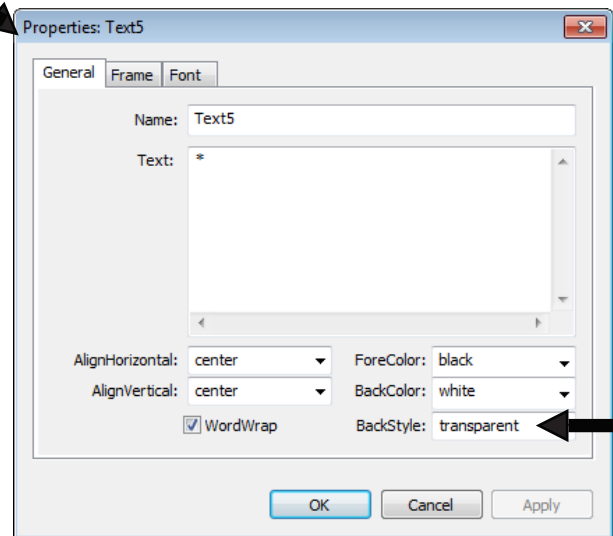 Properties: Text5
General Frame Font
Name: Text5
Text: *
AlignHorizontal: center ForeColor: black
AlignVertical: center BackColor: white
WordWrap BackStyle: transparent
OK Cancel Apply